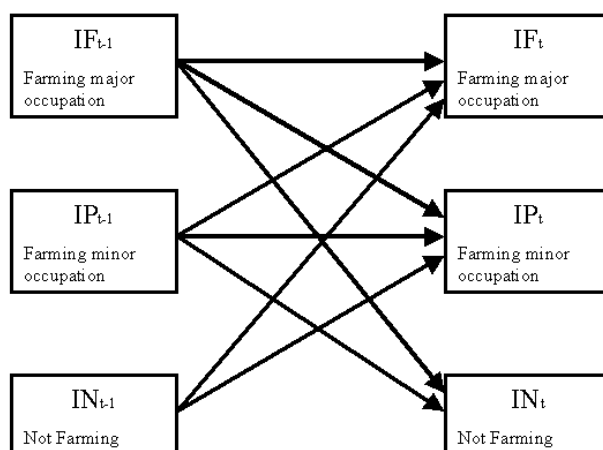 IFt-1
Farming major
occupation
IFt
Farming major
occupation
IPt-1
Farming minor
occupation
IPt
Farming minor
occupation
INt-1
Not Farming
INt
Not Farming